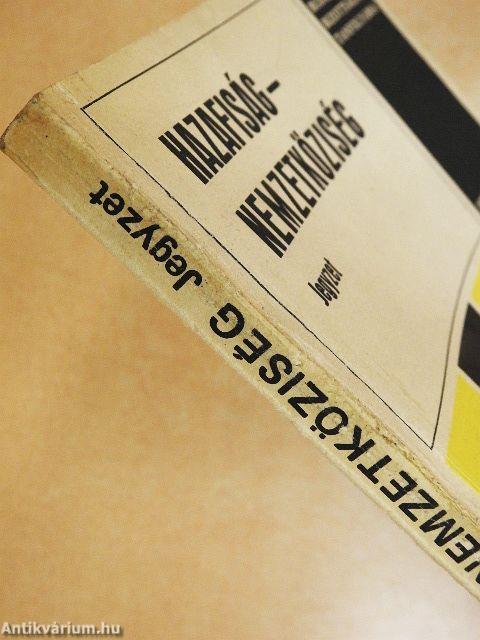 HAZAFISÁG –
NEMZETKÖZISÉG
Jegyzet
NEMZETKÖZISÉG Jegyzet
Antikvárium.hu